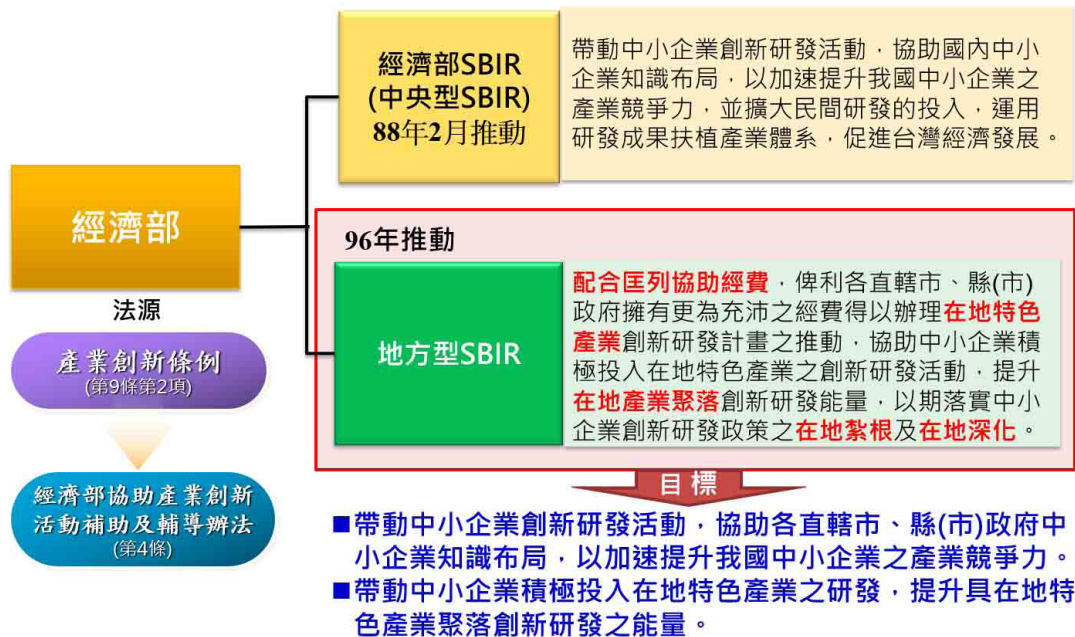 經濟部SBIR
(中央型SBIR)
88年2月推動
帶動中小企業創新研發活動，協助國內中小
企業知識布局，以加速提升我國中小企業之
產業競爭力，並擴大民間研發的投入，運用
研發成果扶植產業體系，促進台灣經濟發展。
經濟部
法源
產業創新條例
(第9條第2項)
經濟部協助產業創新
活動補助及輔導辦法
(第4條)
96年推動
地方型SBIR
配合匡列協助經費，俾利各直轄市、縣(市)
政府擁有更為充沛之經費得以辦理在地特色
產業創新研發計畫之推動，協助中小企業積
極投入在地特色產業之創新研發活動，提升
在地產業聚落創新研發能量，以期落實中小
企業創新研發政策之在地紮根及在地深化。
目標
■帶動中小企業創新研發活動，協助各直轄市、縣(市)政府中
小企業知識布局，以加速提升我國中小企業之產業競爭力。
■帶動中小企業積極投入在地特色產業之研發，提升具在地特
色產業聚落創新研發之能量。